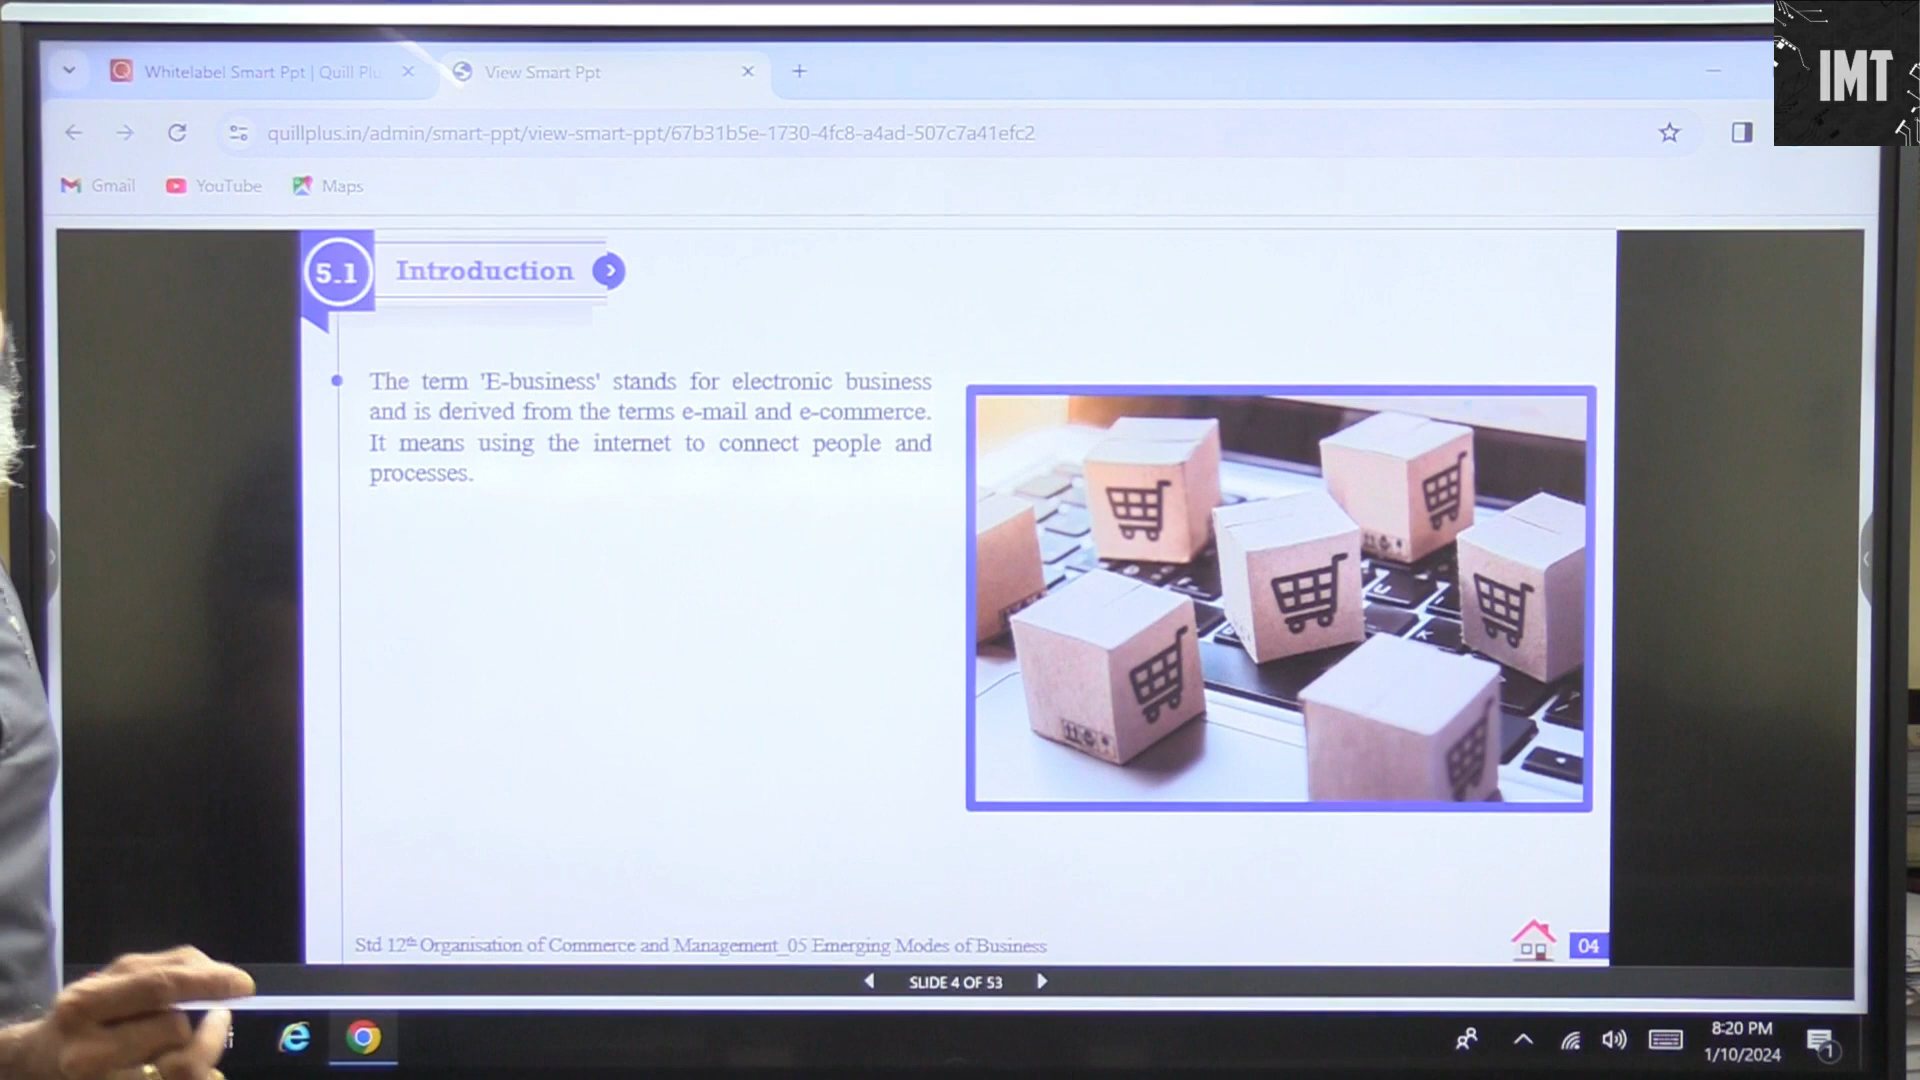 IMT
Whitelabel Smart Ppt | Quill Plu
View Smart Ppt
quillplus.in/admin/smart-ppt/view-smart-ppt/67b31b5e-1730-4fc8-a4ad-507c7a41efc2
Gmail YouTube Maps
5.1 Introduction
The term 'E-business' stands for electronic business
and is derived from the terms e-mail and e-commerce.
It means using the internet to connect people and
processes.
Std 12th Organisation of Commerce and Management_05 Emerging Modes of Business
04
SLIDE 4 OF 53
8:20 PM
1/10/2024
1